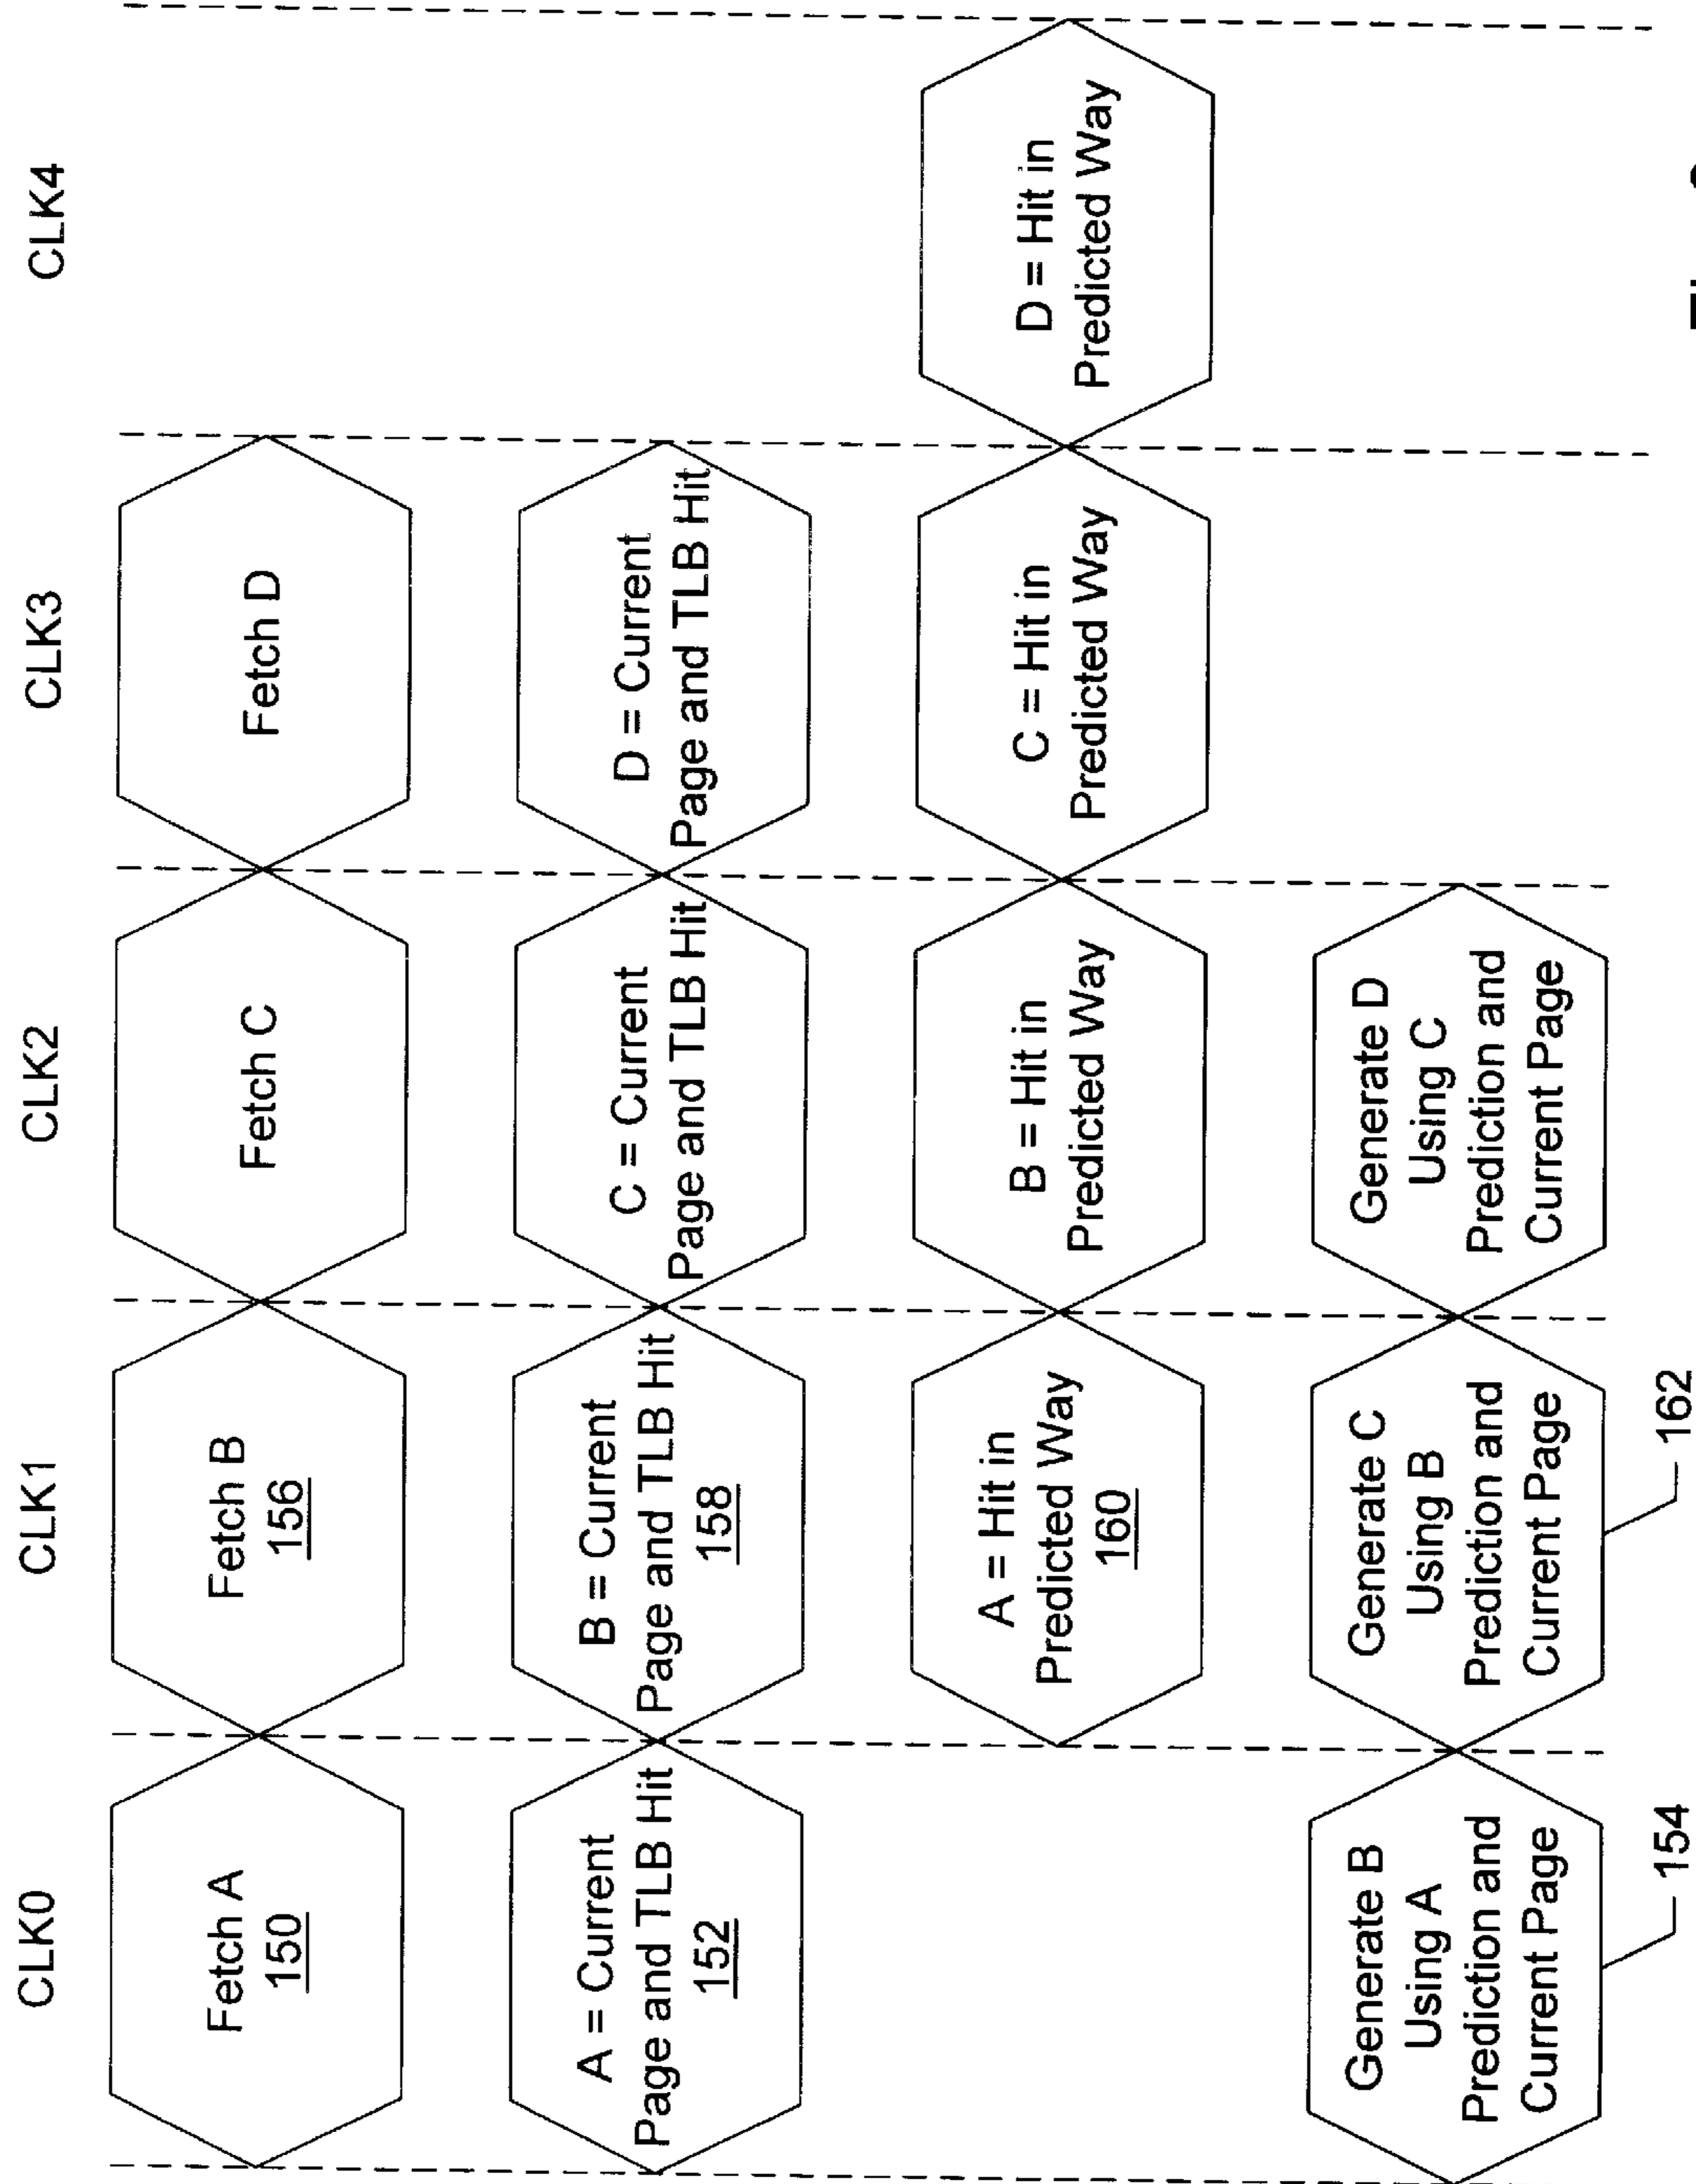 CLK0
CLK1
CLK2
CLK3
CLK4
Fetch A
150
Fetch B
156
Fetch C
Fetch D
A = Current
Page and TLB Hit
152
B = Current
Page and TLB Hit
158
C = Current
Page and TLB Hit
D = Current
Page and TLB Hit
A = Hit in
Predicted Way
160
B = Hit in
Predicted Way
C = Hit in
Predicted Way
D = Hit in
Predicted Way
Generate B
Using A
Prediction and
Current Page
154
Generate C
Using B
Prediction and
Current Page
162
Generate D
Using C
Prediction and
Current Page